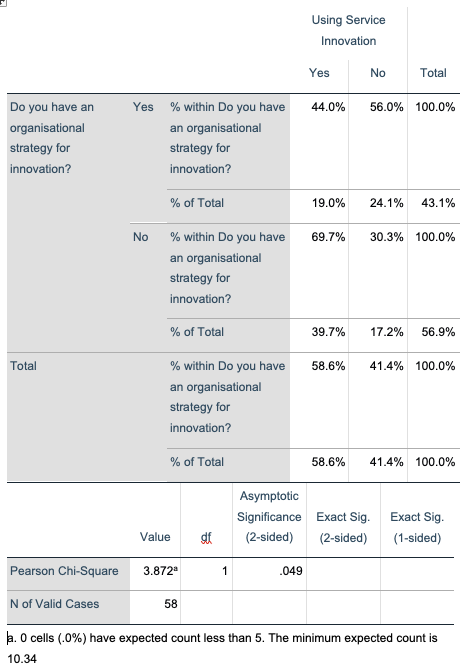 Using Service
Innovation
Yes No Total
Do you have an Yes % within Do you have 44.0% 56.0% 100.0%
organisational an organisational
strategy for strategy for
innovation? innovation?
% of Total 19.0% 24.1% 43.1%
No % within Do you have 69.7% 30.3% 100.0%
an organisational
strategy for
innovation?
% of Total 39.7% 17.2% 56.9%
Total % within Do you have 58.6% 41.4% 100.0%
an organisational
strategy for
innovation?
% of Total 58.6% 41.4% 100.0%
Asymptotic
Significance Exact Sig. Exact Sig.
Value df (2-sided) (2-sided) (1-sided)
Pearson Chi-Square 3.872ª 1 .049
N of Valid Cases 58
a. 0 cells (.0%) have expected count less than 5. The minimum expected count is
10.34